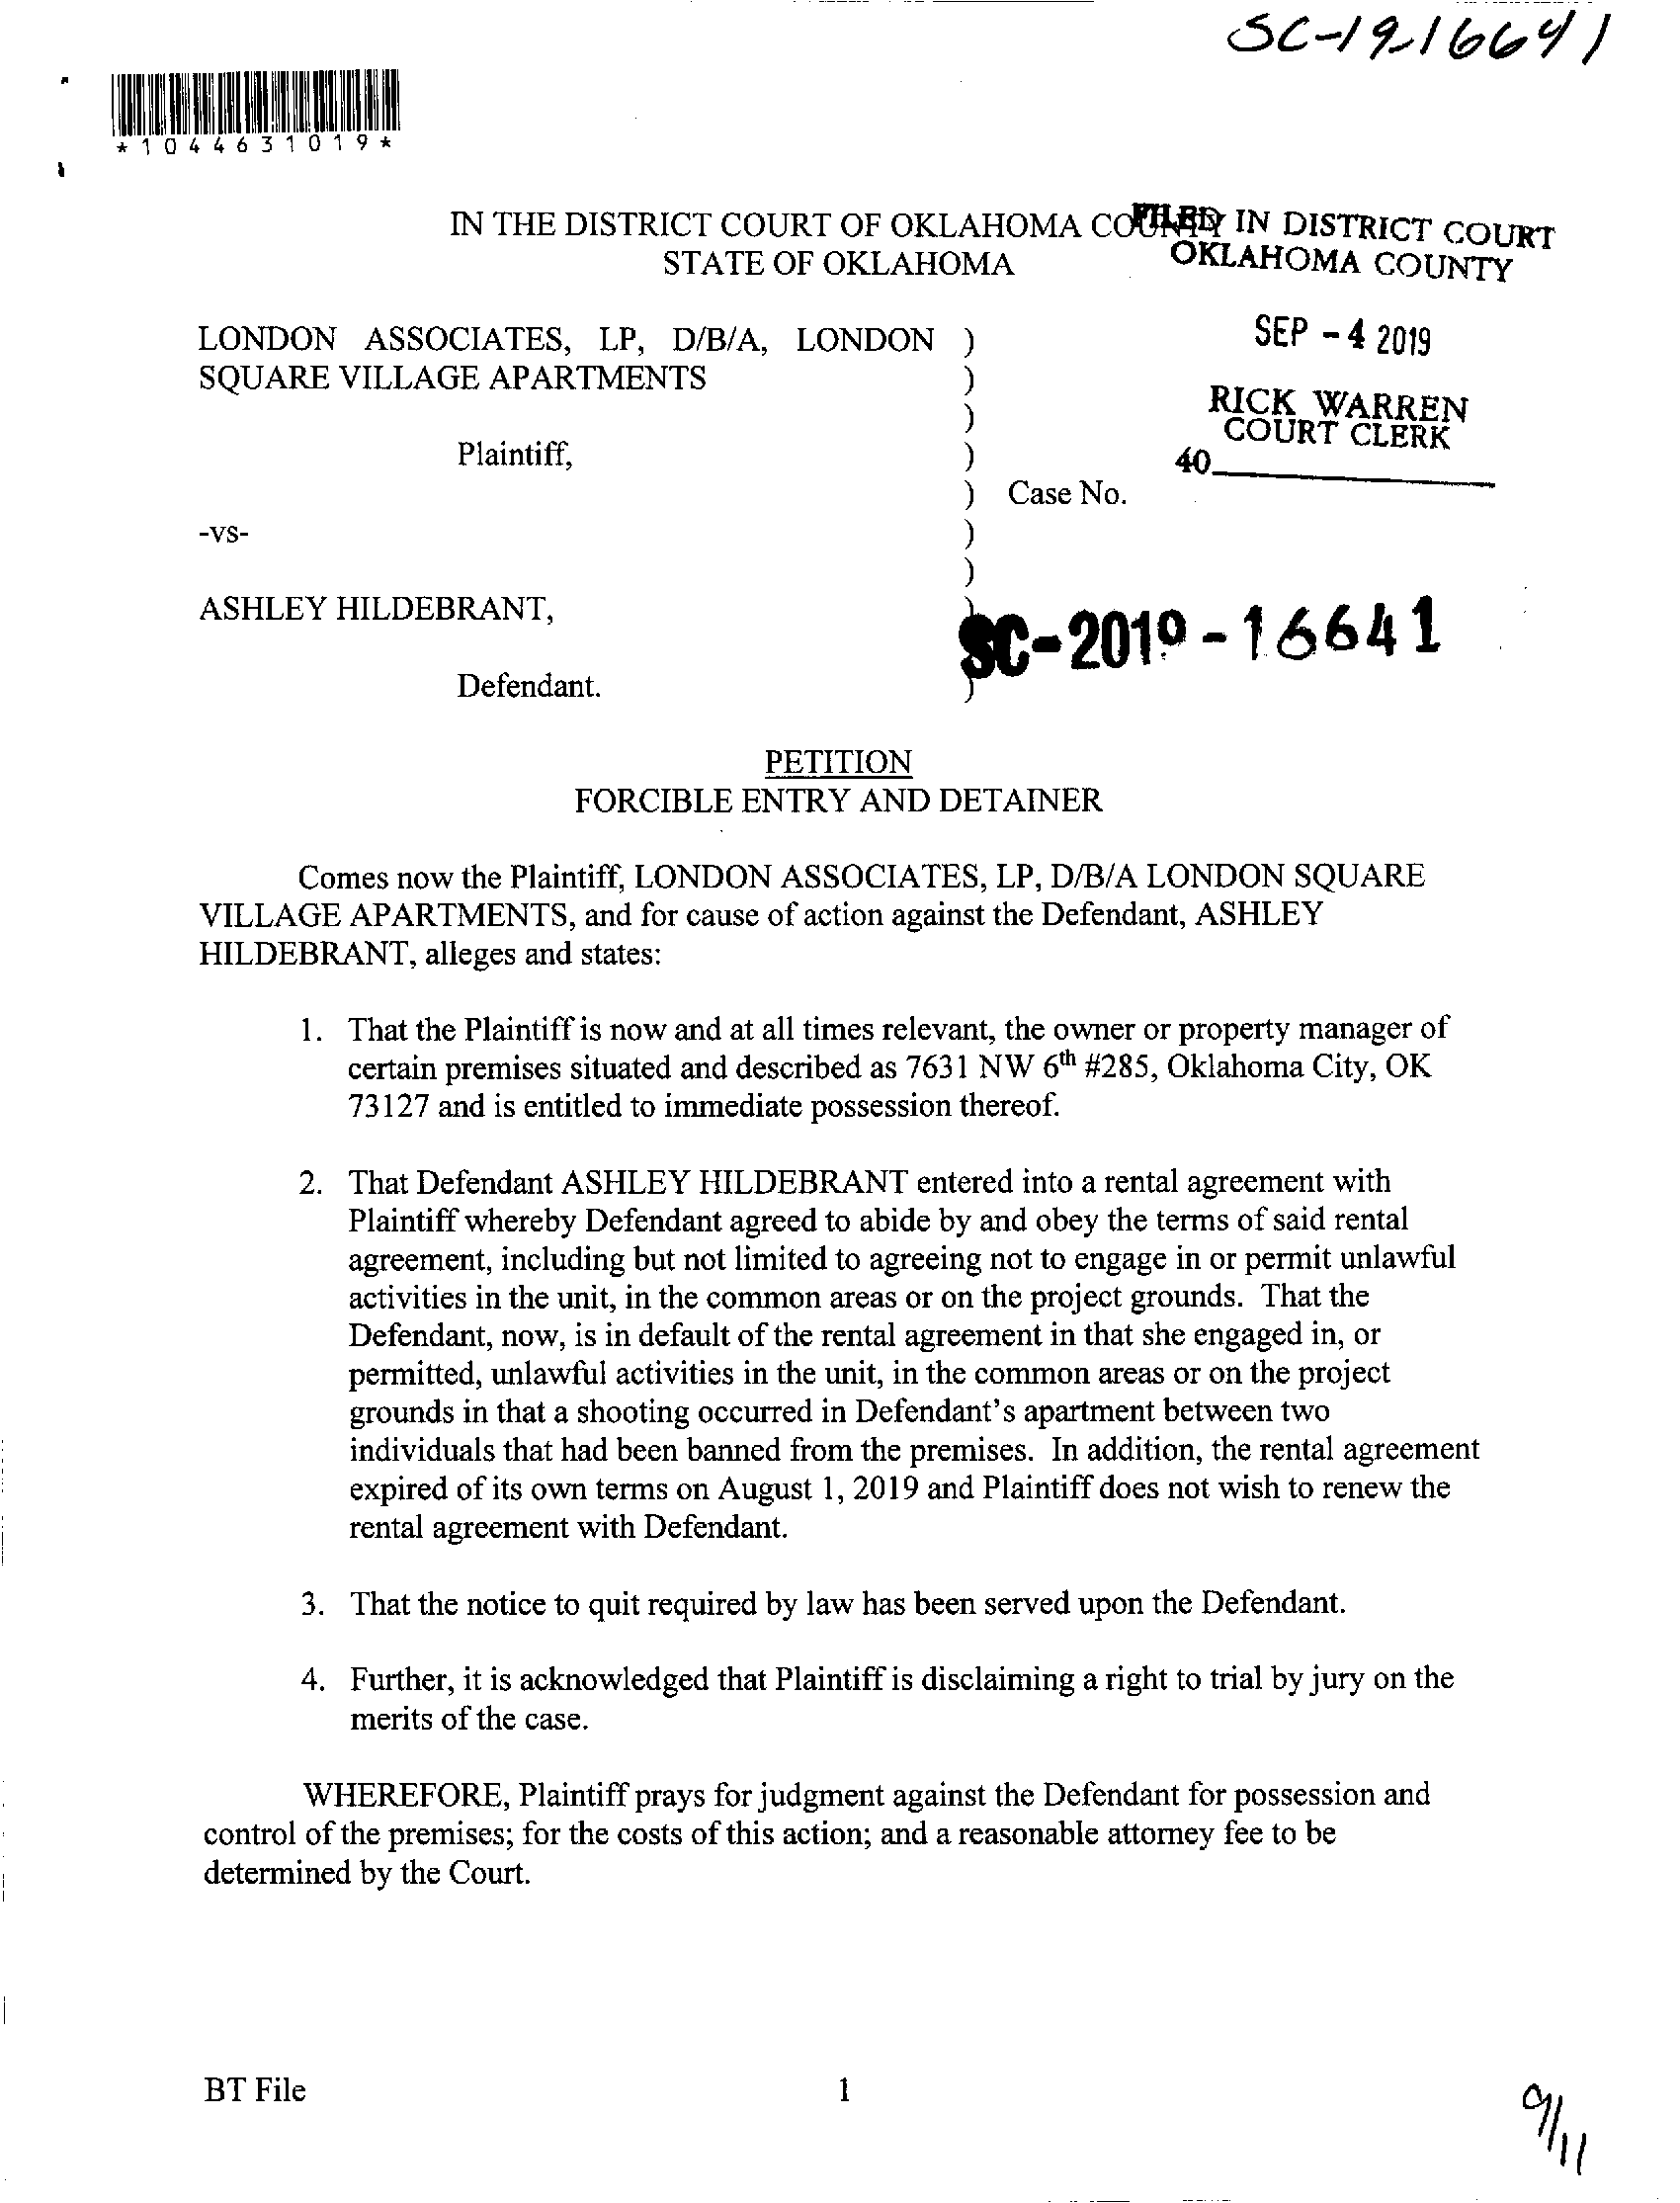 SC-19-16641
*1044631019*
IN THE DISTRICT COURT OF OKLAHOMA COUNTY
STATE OF OKLAHOMA
FILED IN DISTRICT COURT
OKLAHOMA COUNTY
SEP - 4 2019
RICK WARREN
COURT CLERK
40
LONDON ASSOCIATES, LP, D/B/A, LONDON )
SQUARE VILLAGE APARTMENTS )
)
Plaintiff, )
) Case No.
-vs- )
)
ASHLEY HILDEBRANT, )
SC-2019-16641
Defendant. )
PETITION
FORCIBLE ENTRY AND DETAINER
Comes now the Plaintiff, LONDON ASSOCIATES, LP, D/B/A LONDON SQUARE
VILLAGE APARTMENTS, and for cause of action against the Defendant, ASHLEY
HILDEBRANT, alleges and states:
1. That the Plaintiff is now and at all times relevant, the owner or property manager of
certain premises situated and described as 7631 NW 6th #285, Oklahoma City, OK
73127 and is entitled to immediate possession thereof.
2. That Defendant ASHLEY HILDEBRANT entered into a rental agreement with
Plaintiff whereby Defendant agreed to abide by and obey the terms of said rental
agreement, including but not limited to agreeing not to engage in or permit unlawful
activities in the unit, in the common areas or on the project grounds. That the
Defendant, now, is in default of the rental agreement in that she engaged in, or
permitted, unlawful activities in the unit, in the common areas or on the project
grounds in that a shooting occurred in Defendant's apartment between two
individuals that had been banned from the premises. In addition, the rental agreement
expired of its own terms on August 1, 2019 and Plaintiff does not wish to renew the
rental agreement with Defendant.
3. That the notice to quit required by law has been served upon the Defendant.
4. Further, it is acknowledged that Plaintiff is disclaiming a right to trial by jury on the
merits of the case.
WHEREFORE, Plaintiff prays for judgment against the Defendant for possession and
control of the premises; for the costs of this action; and a reasonable attorney fee to be
determined by the Court.
BT File
1
9/11